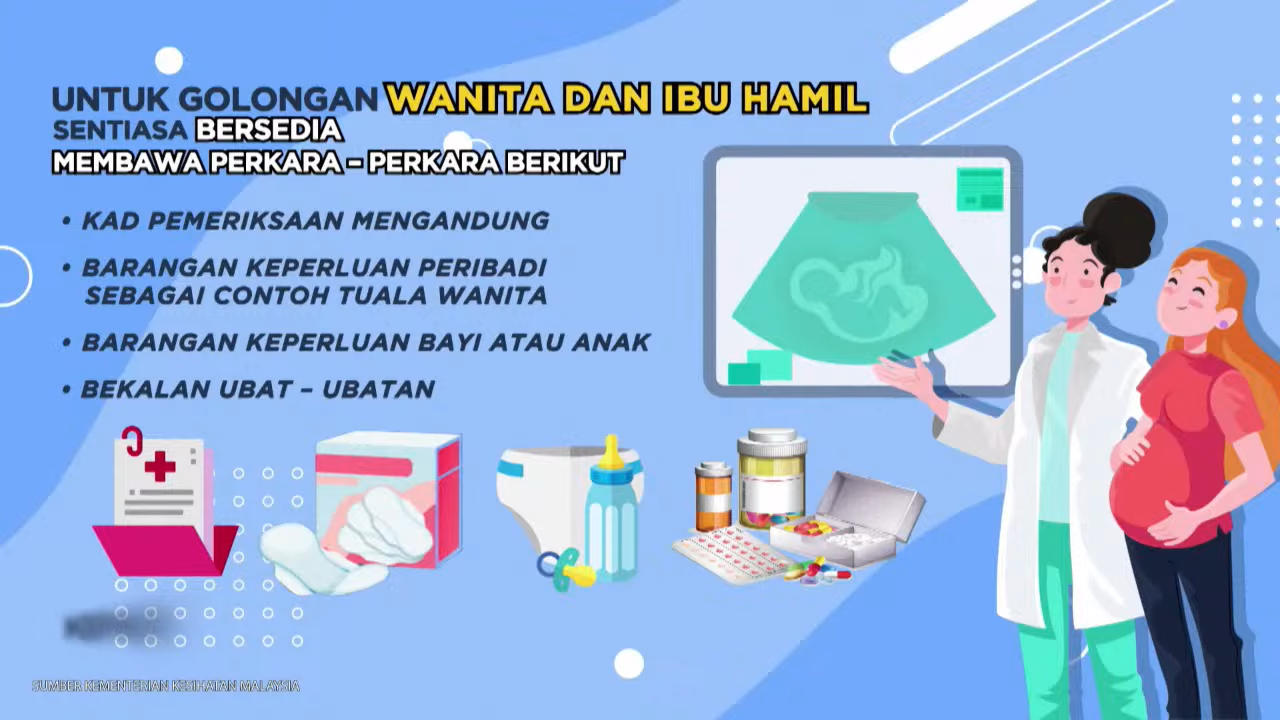 UNTUK GOLONGAN WANITA DAN IBU HAMIL
SENTIASA BERSEDIA
MEMBAWA PERKARA – PERKARA BERIKUT
• KAD PEMERIKSAAN MENGANDUNG
• BARANGAN KEPERLUAN PERIBADI
SEBAGAI CONTOH TUALA WANITA
• BARANGAN KEPERLUAN BAYI ATAU ANAK
• BEKALAN UBAT – UBATAN
SUMBER KEMENTERIAN KESIHATAN MALAYSIA